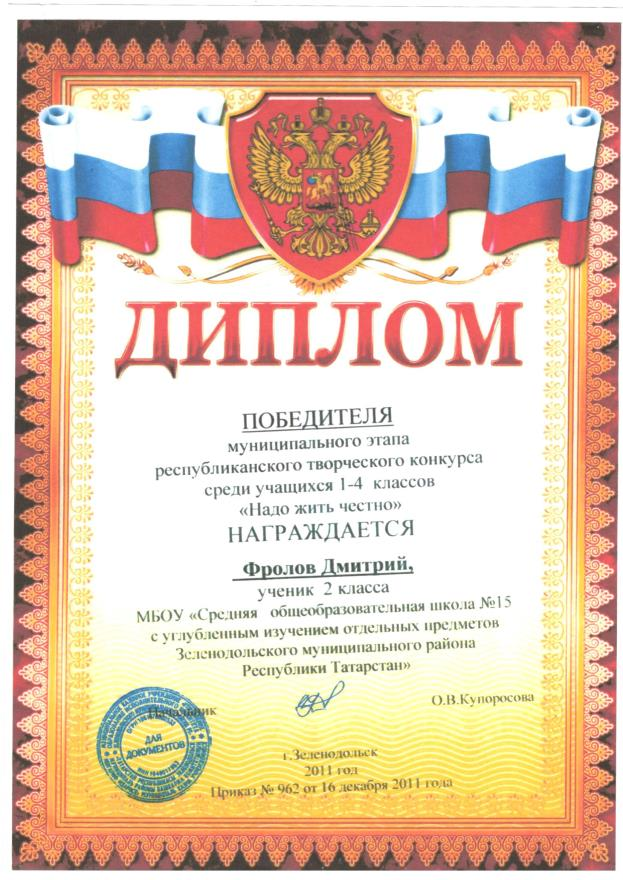 ДИПЛОМ
ПОБЕДИТЕЛЯ
муниципального этапа
республиканского творческого конкурса
среди учащихся 1-4 классов
«Надо жить честно»
НАГРАЖДАЕТСЯ
Фролов Дмитрий,
ученик 2 класса
МБОУ «Средняя общеобразовательная школа №15
с углубленным изучением отдельных предметов
Зеленодольского муниципального района
Республики Татарстан»
Начальник О.В.Купоросова
ДЛЯ
ДОКУМЕНТОВ
г.Зеленодольск
2011 год
Приказ № 962 от 16 декабря 2011 года